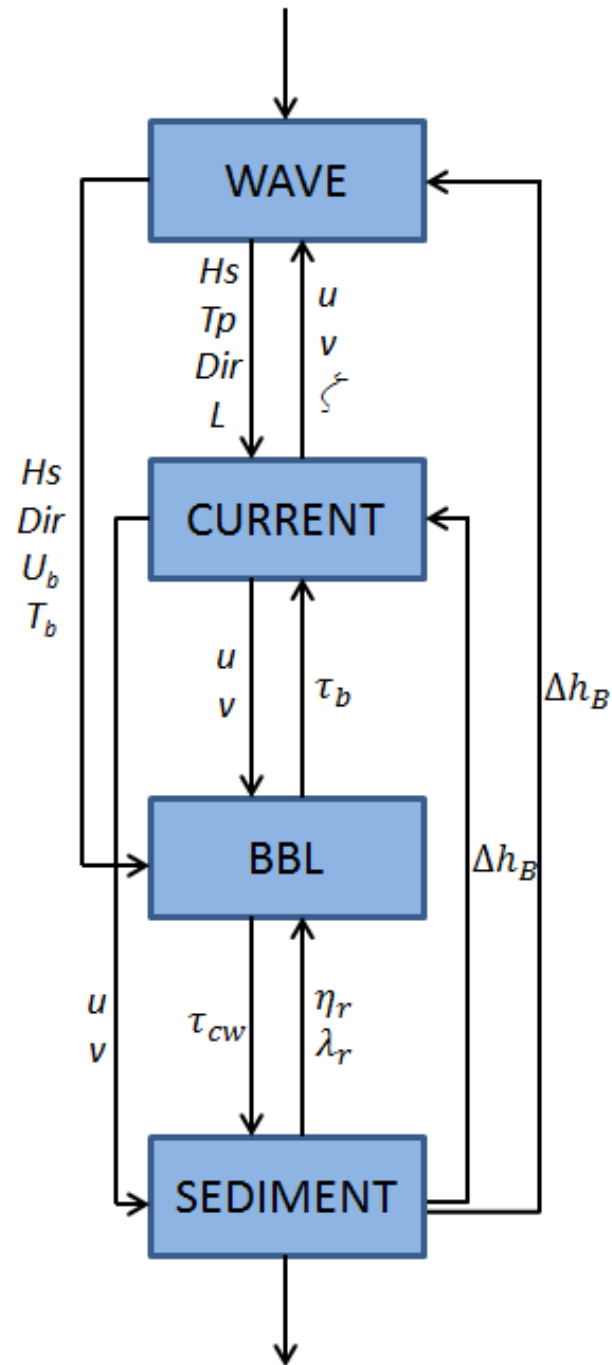 WAVE
Hs
Tp
Dir
L
u
v
ζ
Hs
Dir
U_b
T_b
CURRENT
u
v
τ_b
Δh_B
Δh_B
BBL
u
v
τ_cw
η_r
λ_r
SEDIMENT